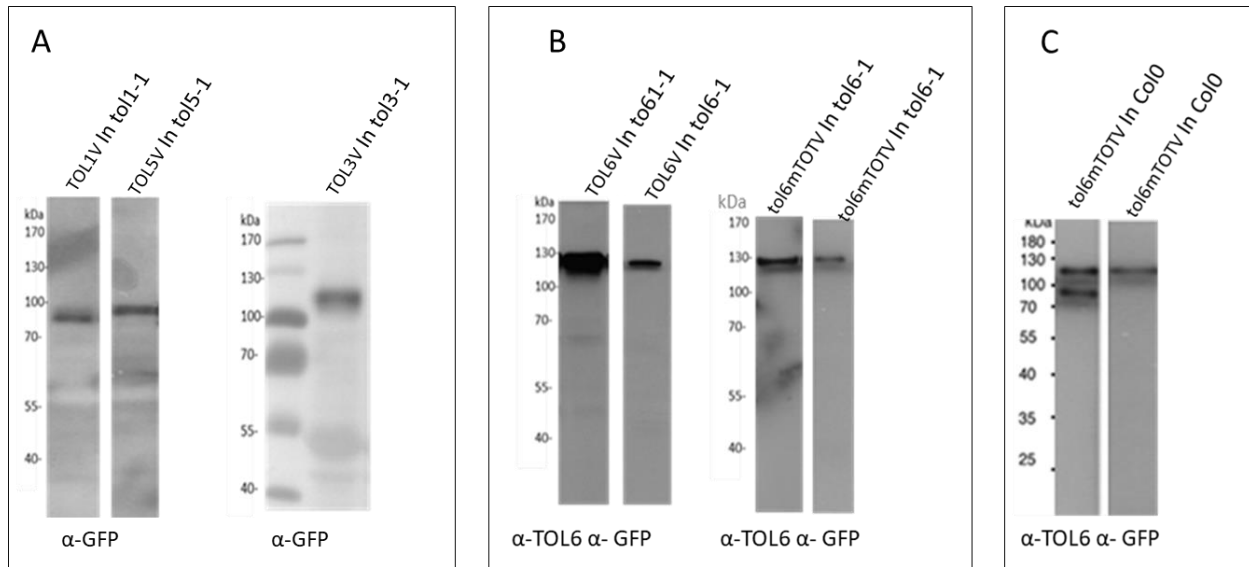 A
TOL1V In tol1-1
TOL5V In tol5-1
TOL3V In tol3-1
kDa
170
130-
100-
70-
55-
40-
kDa
170
130-
100-
70-
55-
40-
α-GFP
α-GFP
B
TOL6V In to61-1
TOL6V In tol6-1
tol6mTOTV In tol6-1
tol6mTOTV In tol6-1
kDa
170
130-
100-
70-
55-
40-
kDa
170
130-
100-
70-
55-
40-
α-TOL6 α- GFP
α-TOL6 α- GFP
C
tol6mTOTV In Col0
tol6mTOTV In Col0
kDa
180
130
100
70
40
35
25
α-TOL6 α- GFP